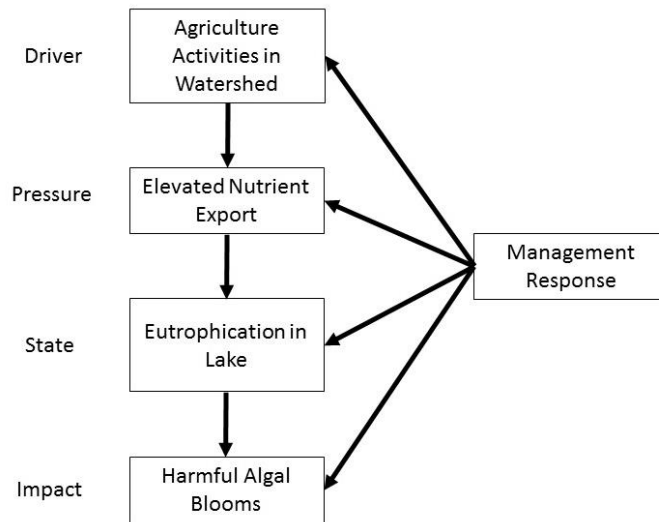 Driver
Agriculture
Activities in
Watershed
Pressure
Elevated Nutrient
Export
Management
Response
State
Eutrophication in
Lake
Impact
Harmful Algal
Blooms